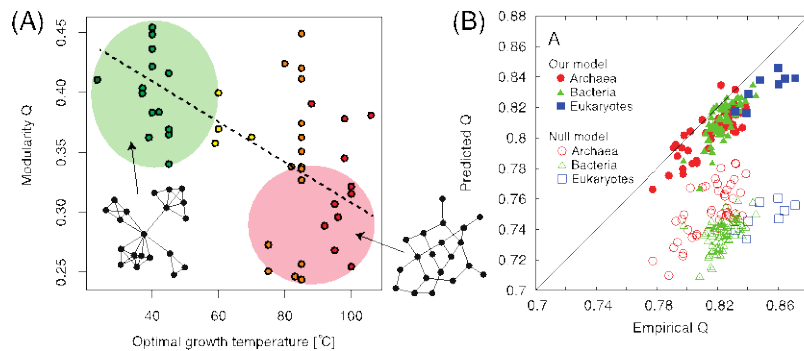 (A)
Modularity Q
0.45
0.40
0.35
0.30
0.25
40
60
80
100
Optimal growth temperature [°C]
(B)
Predicted Q
0.88
0.86
0.84
0.82
0.8
0.78
0.76
0.74
0.72
0.7
A
Our model
Archaea
Bacteria
Eukaryotes
Null model
Archaea
Bacteria
Eukaryotes
0.7
0.74
0.78
0.82
0.86
Empirical Q